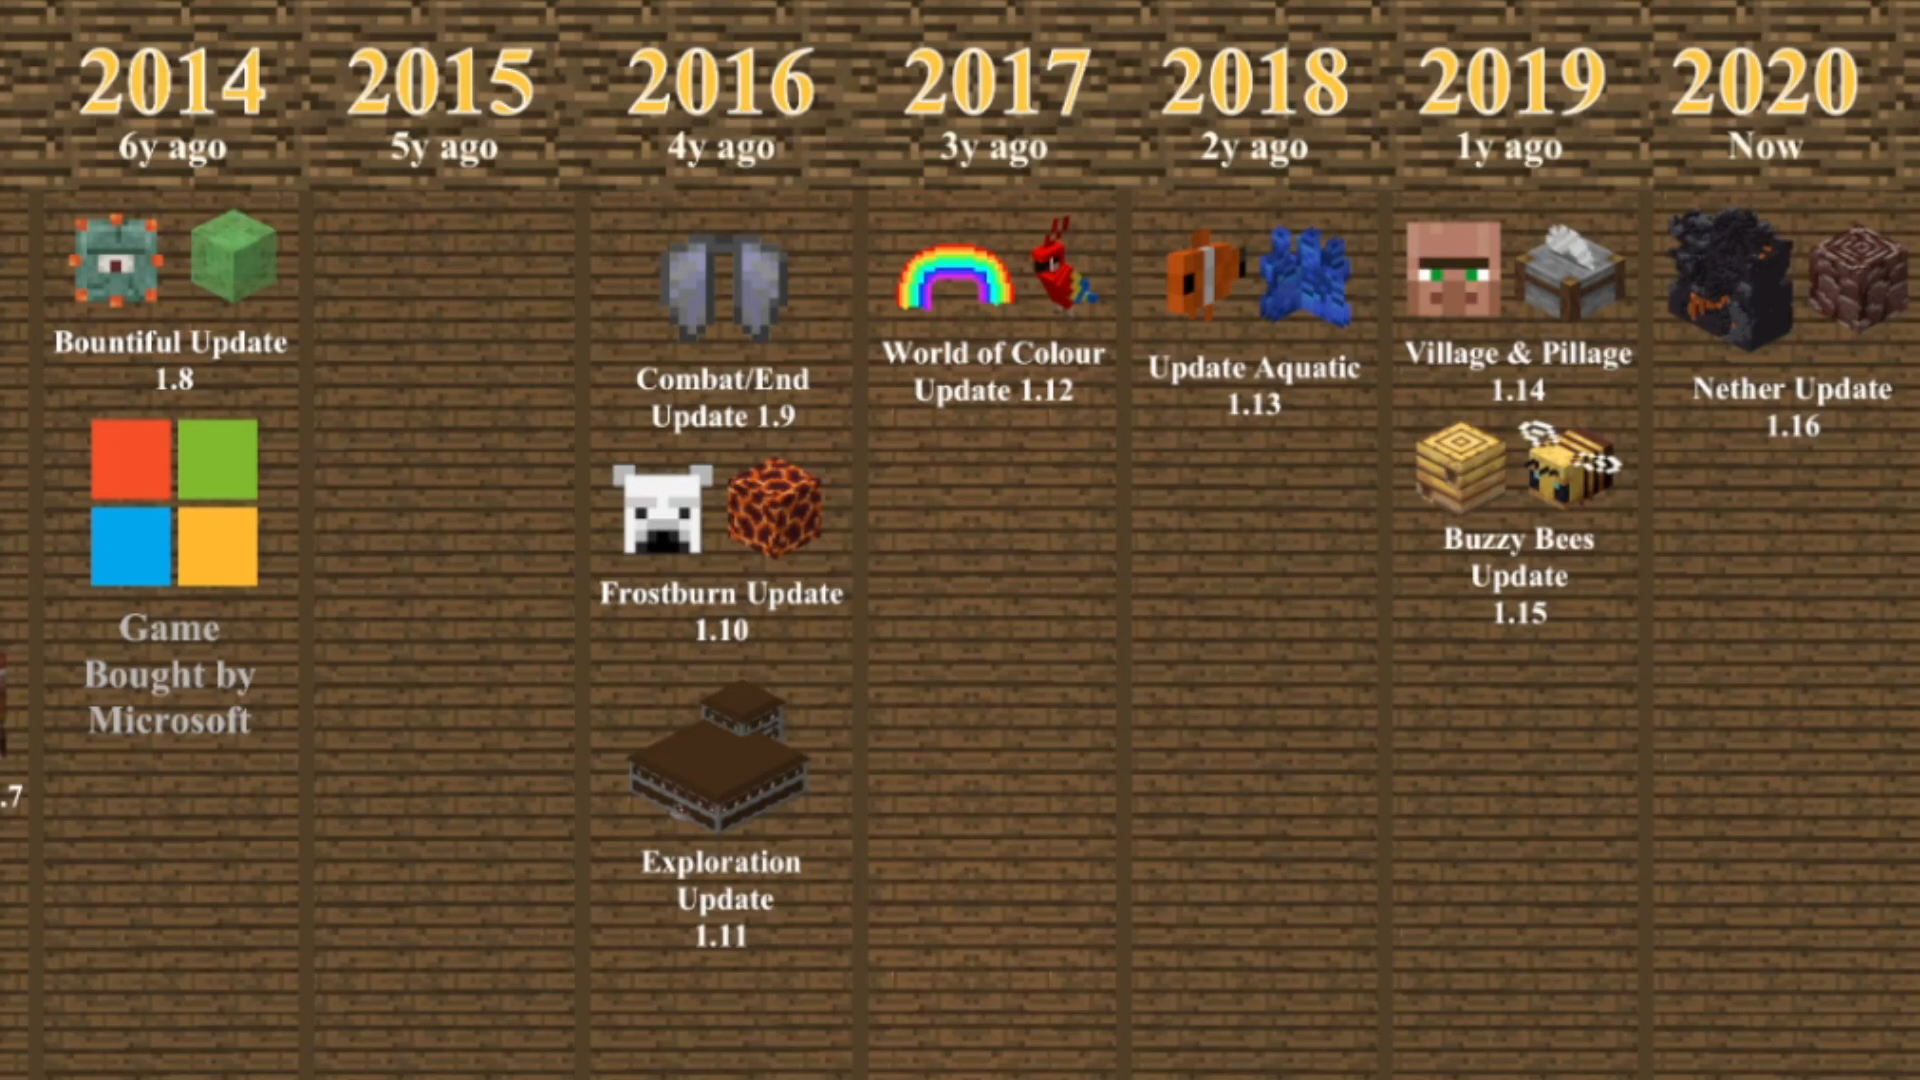 2014
6y ago
Bountiful Update
1.8
Game
Bought by
Microsoft
.7
2015
5y ago
2016
4y ago
Combat/End
Update 1.9
Frostburn Update
1.10
Exploration
Update
1.11
2017
3y ago
World of Colour
Update 1.12
2018
2y ago
Update Aquatic
1.13
2019
1y ago
Village & Pillage
1.14
Buzzy Bees
Update
1.15
2020
Now
Nether Update
1.16